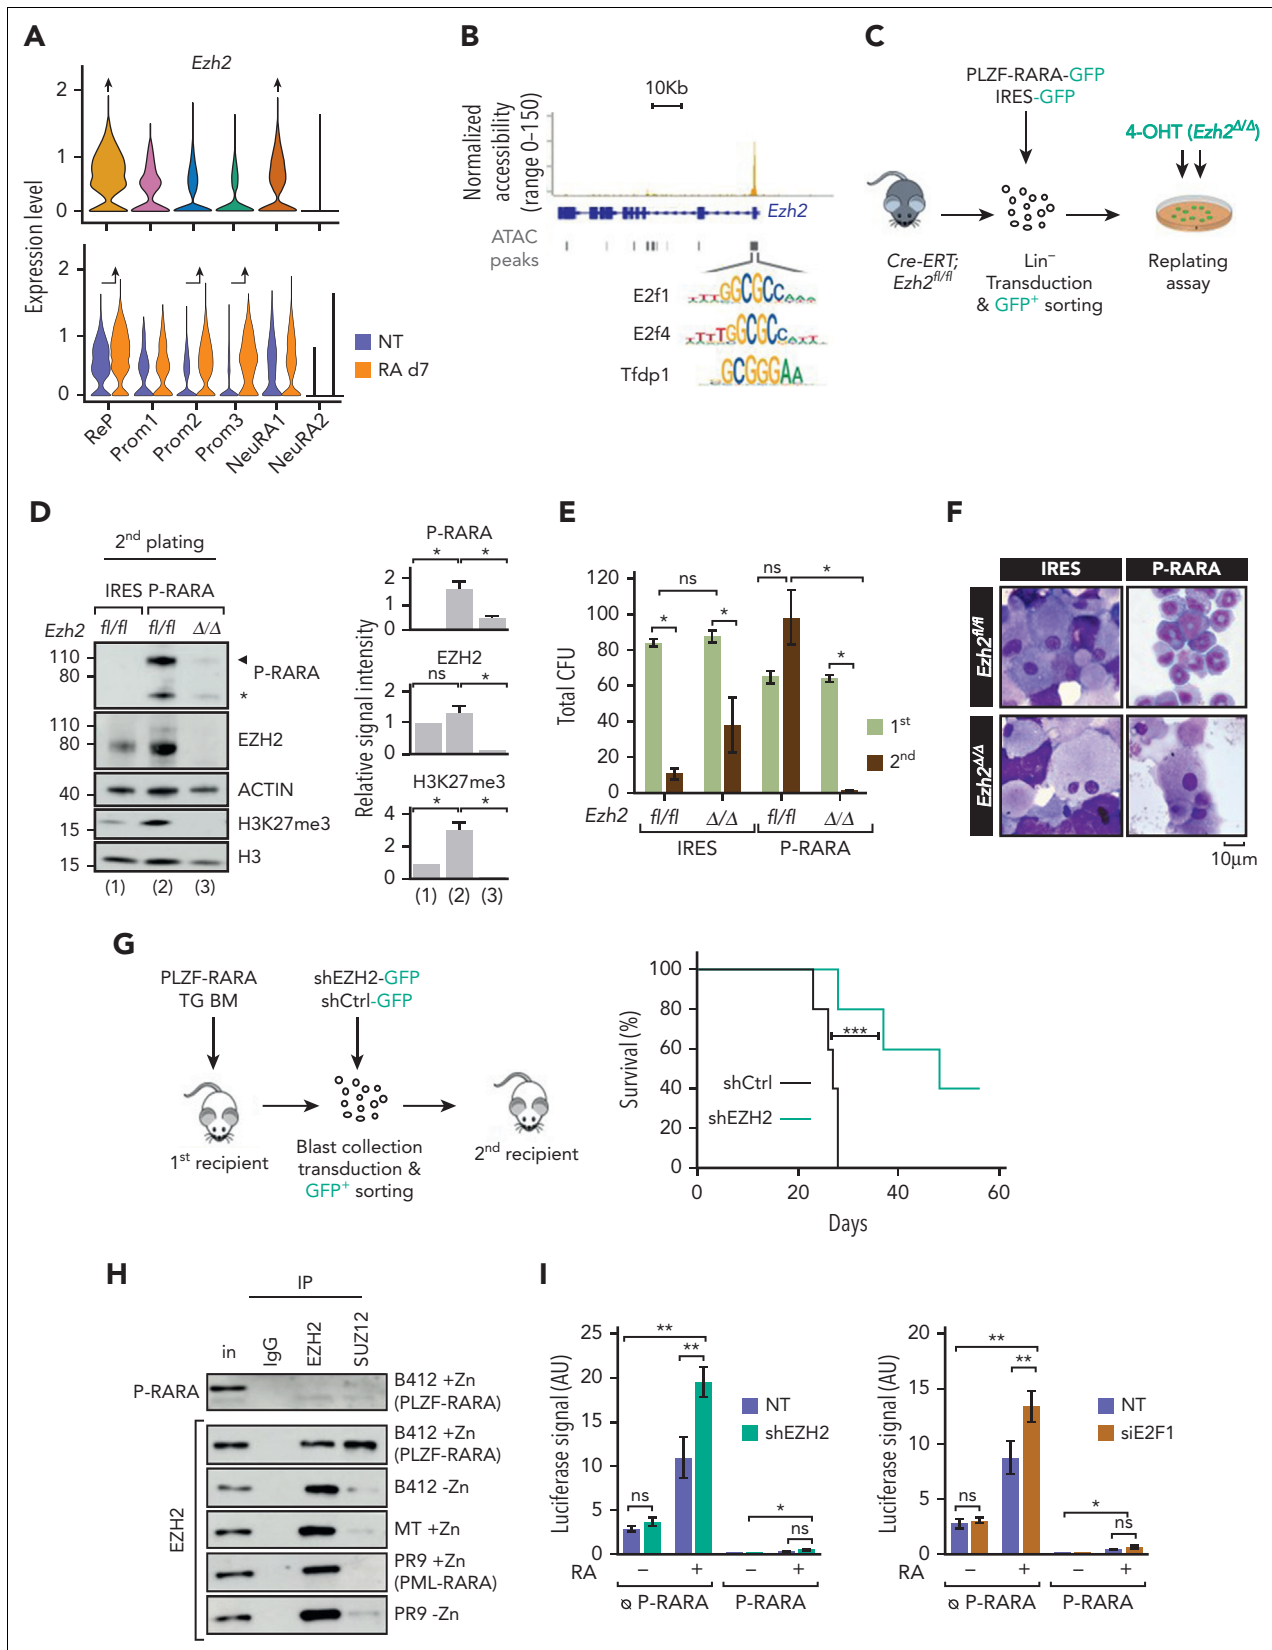 A
Ezh2
Expression level
2
1
0
2
1
0
NT
RA d7
ReP
Prom1
Prom2
Prom3
NeuRA1
NeuRA2
B
10Kb
Normalized
accessibility
(range 0–150)
Ezh2
ATAC
peaks
E2f1
TTTGGCGCCAAA
E2f4
TTTTGGCGCCATT
Tfdp1
GCGGGAA
C
PLZF-RARA-GFP
IRES-GFP
4-OHT (Ezh2Δ/Δ)
Cre-ERT;
Ezh2fl/fl
Lin–
Transduction
& GFP+ sorting
Replating
assay
D
2nd plating
IRES P-RARA
Ezh2 fl/fl fl/fl Δ/Δ
110
80
P-RARA
*
110
80
EZH2
40
ACTIN
15
H3K27me3
15
H3
(1) (2) (3)
Relative signal intensity
P-RARA
* *
2
1
0
EZH2
ns *
2
1
0
H3K27me3
* *
4
2
0
(1) (2) (3)
E
Total CFU
120
100
80
60
40
20
0
ns
*
*
ns
*
*
1st
2nd
Ezh2 fl/fl Δ/Δ fl/fl Δ/Δ
IRES P-RARA
F
IRES P-RARA
Ezh2fl/fl
Ezh2Δ/Δ
10μm
G
PLZF-RARA
TG BM
shEZH2-GFP
shCtrl-GFP
1st recipient
Blast collection
transduction &
GFP+ sorting
2nd recipient
Survival (%)
100
80
60
40
20
0
***
shCtrl
shEZH2
0 20 40 60
Days
H
IP
in IgG EZH2 SUZ12
P-RARA
B412 +Zn
(PLZF-RARA)
EZH2
B412 +Zn
(PLZF-RARA)
B412 -Zn
MT +Zn
PR9 +Zn
(PML-RARA)
PR9 -Zn
I
Luciferase signal (AU)
25
20
15
10
5
0
**
**
ns
*
ns
NT
shEZH2
RA – + – +
ⱷ P-RARA P-RARA
Luciferase signal (AU)
20
15
10
5
0
**
**
ns
*
ns
NT
siE2F1
RA – + – +
ⱷ P-RARA P-RARA